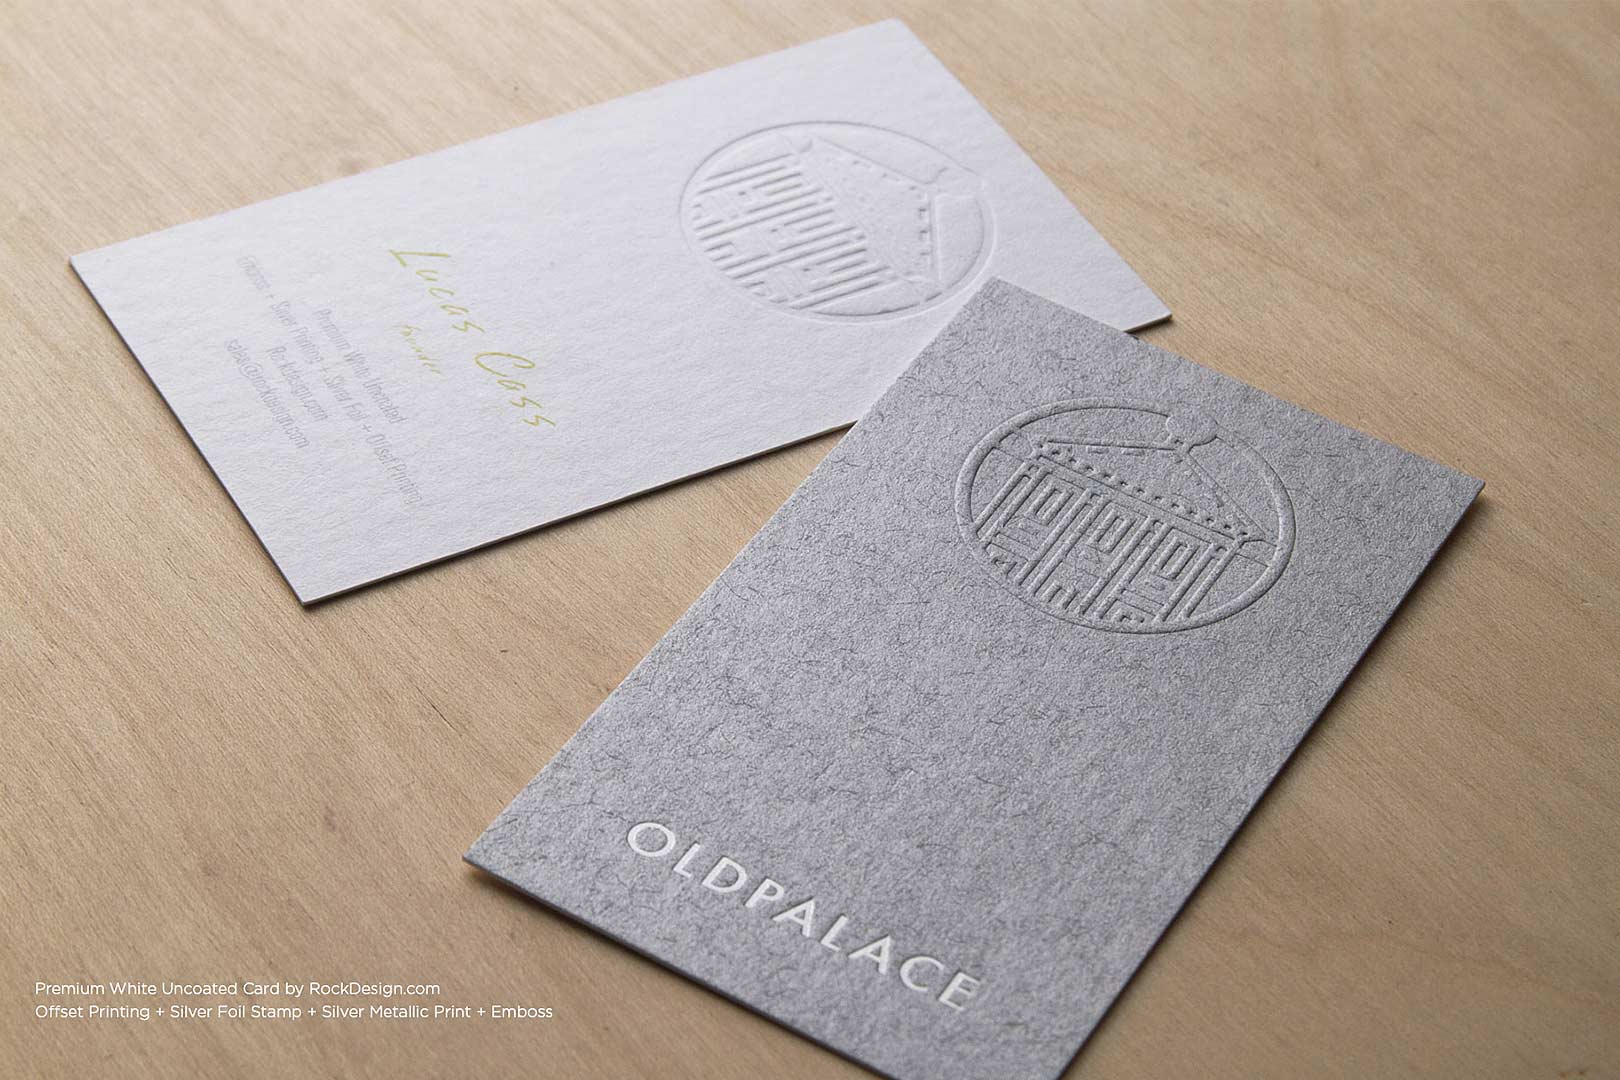 Lucas Cass
Founder
Premium White Uncoated
Emboss + Silver Printing + Silver Foil + Offset Printing
Rockdesign.com
sales@rockdesign.com
OLDPALACE
Premium White Uncoated Card by RockDesign.com
Offset Printing + Silver Foil Stamp + Silver Metallic Print + Emboss